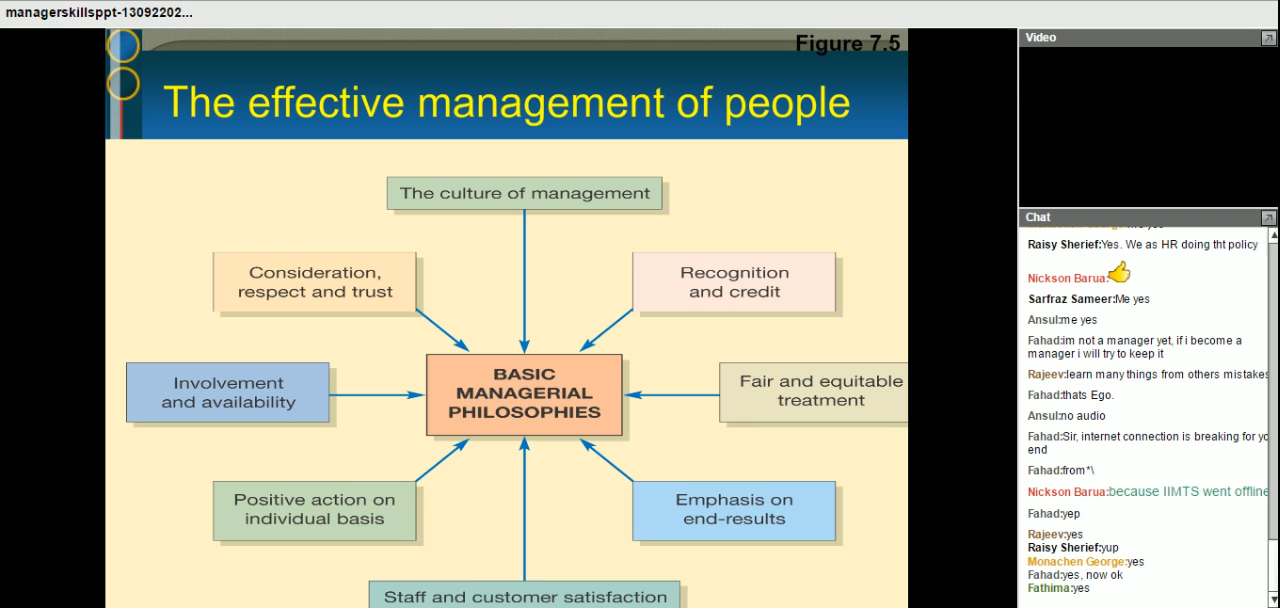 managerskillsppt-13092202...
Figure 7.5
The effective management of people
The culture of management
Consideration,
respect and trust
Recognition
and credit
Involvement
and availability
BASIC
MANAGERIAL
PHILOSOPHIES
Fair and equitable
treatment
Positive action on
individual basis
Emphasis on
end-results
Staff and customer satisfaction
Video
Chat
Raisy Sherief:Yes. We as HR doing tht policy
Nickson Barua:
Sarfraz Sameer:Me yes
Ansul:me yes
Fahad:im not a manager yet, if i become a
manager i will try to keep it
Rajeev:learn many things from others mistakes
Fahad:thats Ego.
Ansul:no audio
Fahad:Sir, internet connection is breaking for
end
Fahad:from*\
Nickson Barua:because IIMTS went offline
Fahad:yep
Rajeev:yes
Raisy Sherief:yup
Monachen George:yes
Fahad:yes, now ok
Fathima:yes